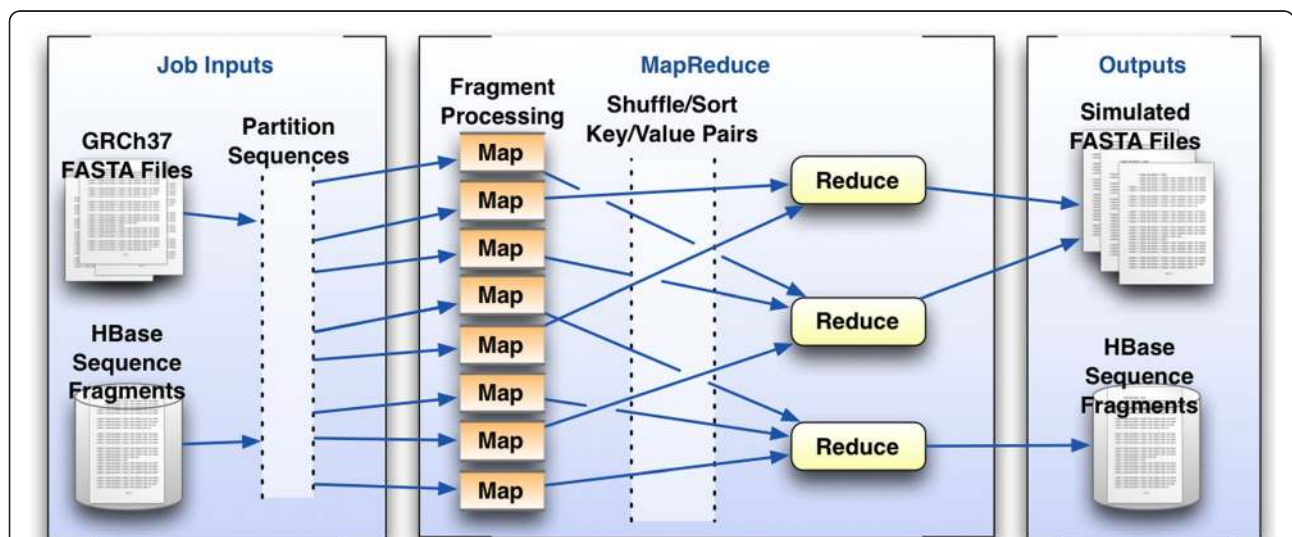 Job Inputs
GRCh37
FASTA Files
Partition
Sequences
HBase
Sequence
Fragments
MapReduce
Fragment
Processing
Shuffle/Sort
Key/Value Pairs
Map
Map
Map
Map
Map
Map
Map
Map
Reduce
Reduce
Reduce
Outputs
Simulated
FASTA Files
HBase
Sequence
Fragments